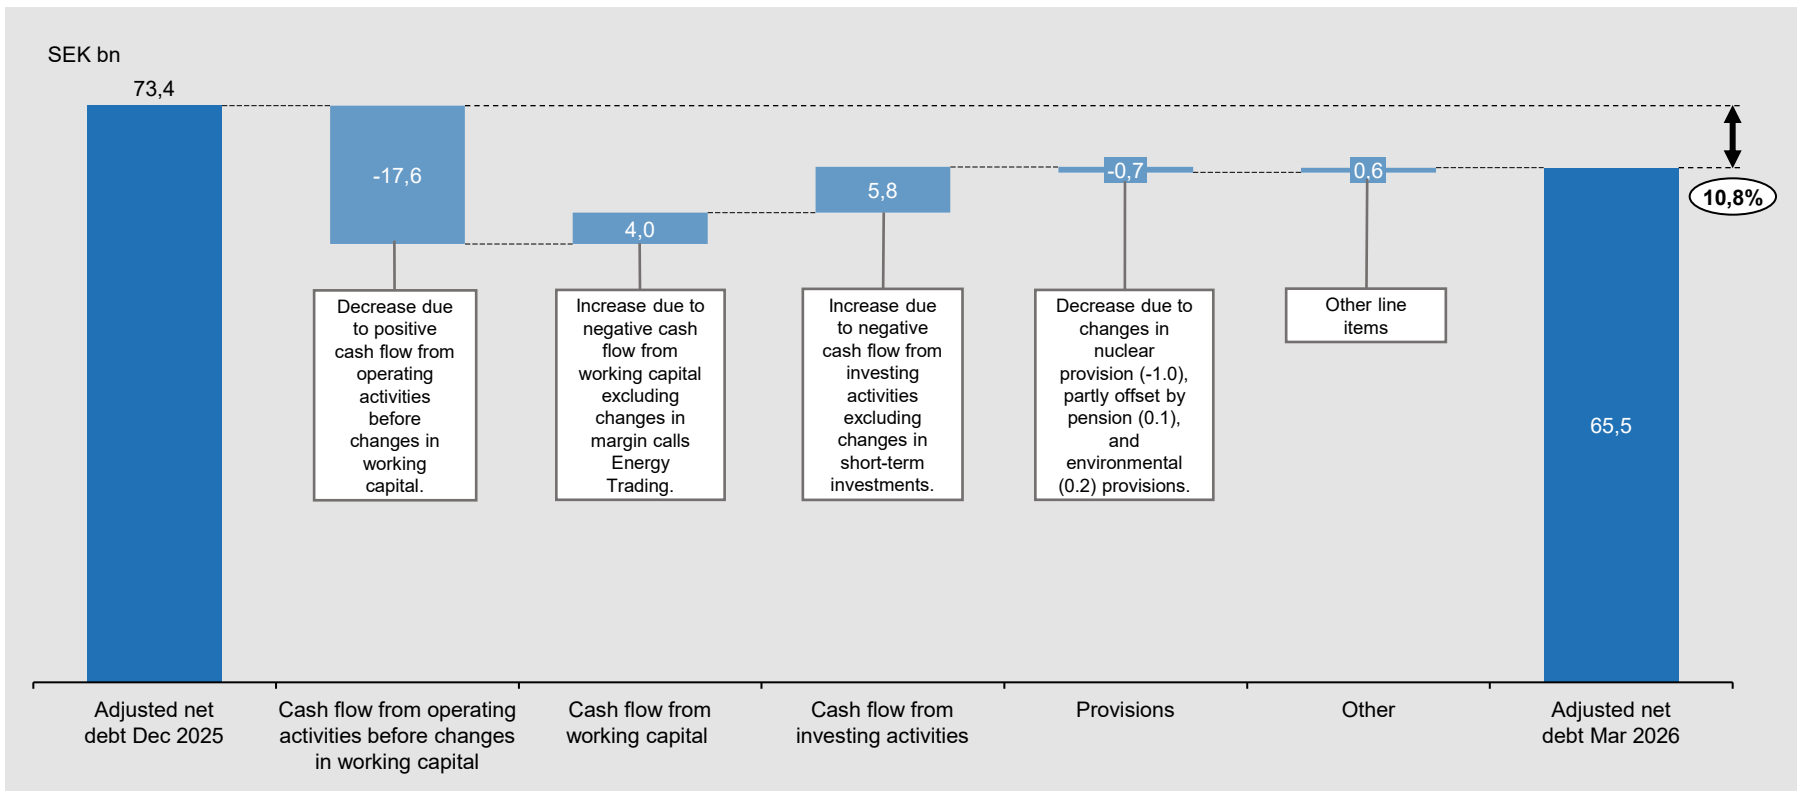 SEK bn
73,4
-17,6
4,0
5,8
-0,7
0,6
65,5
10,8%
Decrease due
to positive
cash flow from
operating
activities
before
changes in
working
capital.
Increase due to
negative cash
flow from
working capital
excluding
changes in
margin calls
Energy
Trading.
Increase due
to negative
cash flow from
investing
activities
excluding
changes in
short-term
investments.
Decrease due to
changes in
nuclear
provision (-1.0),
partly offset by
pension (0.1),
and
environmental
(0.2) provisions.
Other line
items
Adjusted net
debt Dec 2025
Cash flow from operating
activities before changes
in working capital
Cash flow from
working capital
Cash flow from
investing activities
Provisions
Other
Adjusted net
debt Mar 2026